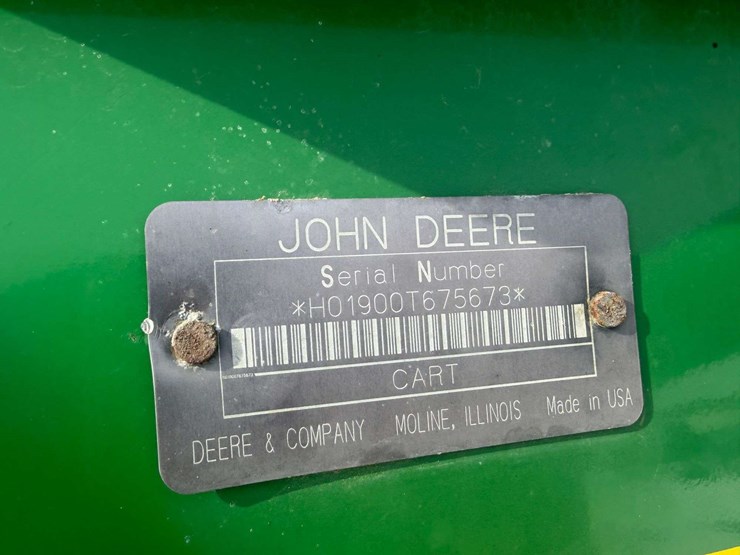 JOHN DEERE
Serial Number
*H01900T675673*
CART
DEERE & COMPANY MOLINE, ILLINOIS Made in USA